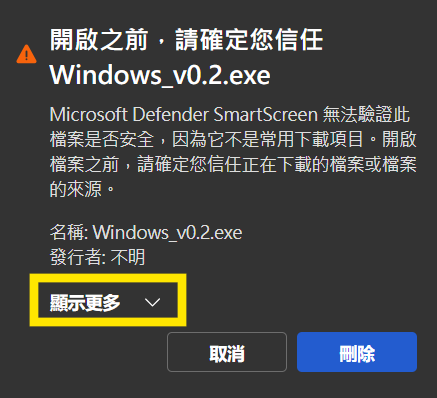 開啟之前，請確定您信任
Windows_v0.2.exe
Microsoft Defender SmartScreen 無法驗證此
檔案是否安全，因為它不是常用下載項目。開啟
檔案之前，請確定您信任正在下載的檔案或檔案
的來源。
名稱: Windows_v0.2.exe
發行者: 不明
顯示更多
取消
刪除